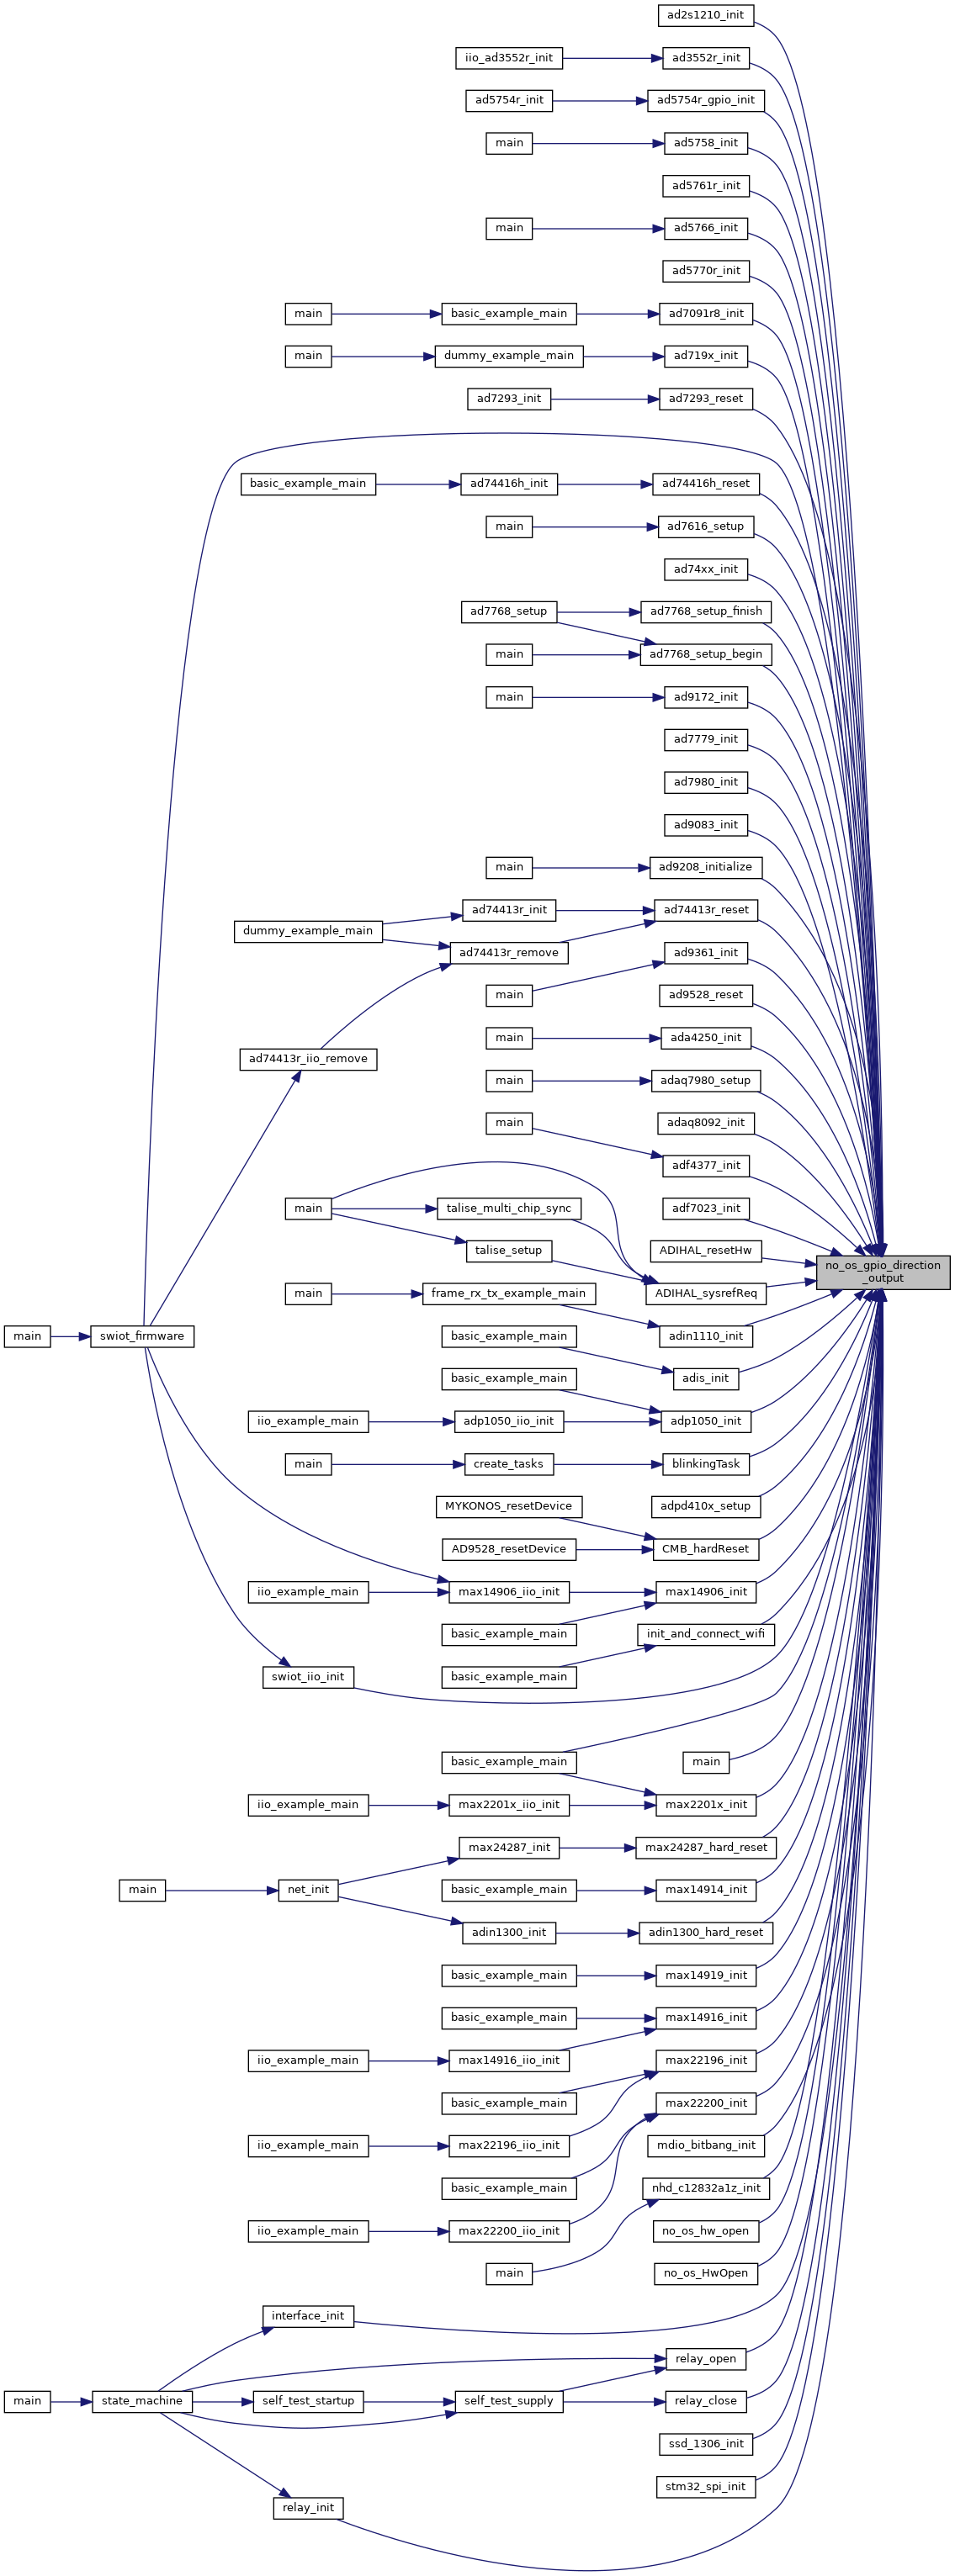 ad2s1210_init
iio_ad3552r_init
ad3552r_init
ad5754r_init
ad5754r_gpio_init
main
ad5758_init
ad5761r_init
main
ad5766_init
ad5770r_init
main
basic_example_main
ad7091r8_init
main
dummy_example_main
ad719x_init
ad7293_init
ad7293_reset
basic_example_main
ad74416h_init
ad74416h_reset
main
ad7616_setup
ad74xx_init
ad7768_setup
ad7768_setup_finish
main
ad7768_setup_begin
main
ad9172_init
ad7779_init
ad7980_init
ad9083_init
main
ad9208_initialize
ad74413r_init
ad74413r_reset
dummy_example_main
ad74413r_remove
ad9361_init
main
ad9528_reset
main
ada4250_init
ad74413r_iio_remove
main
adaq7980_setup
main
adaq8092_init
adf4377_init
main
talise_multi_chip_sync
adf7023_init
talise_setup
ADIHAL_resetHw
no_os_gpio_direction
_output
main
frame_rx_tx_example_main
ADIHAL_sysrefReq
main
swiot_firmware
basic_example_main
adin1110_init
basic_example_main
adis_init
iio_example_main
adp1050_iio_init
adp1050_init
main
create_tasks
blinkingTask
MYKONOS_resetDevice
adpd410x_setup
AD9528_resetDevice
CMB_hardReset
iio_example_main
max14906_iio_init
max14906_init
basic_example_main
init_and_connect_wifi
swiot_iio_init
basic_example_main
basic_example_main
main
iio_example_main
max2201x_iio_init
max2201x_init
max24287_init
max24287_hard_reset
main
net_init
basic_example_main
max14914_init
adin1300_init
adin1300_hard_reset
basic_example_main
max14919_init
basic_example_main
max14916_init
iio_example_main
max14916_iio_init
max22196_init
basic_example_main
max22200_init
iio_example_main
max22196_iio_init
mdio_bitbang_init
basic_example_main
nhd_c12832a1z_init
iio_example_main
max22200_iio_init
no_os_hw_open
main
no_os_HwOpen
interface_init
relay_open
main
state_machine
self_test_startup
self_test_supply
relay_close
ssd_1306_init
stm32_spi_init
relay_init